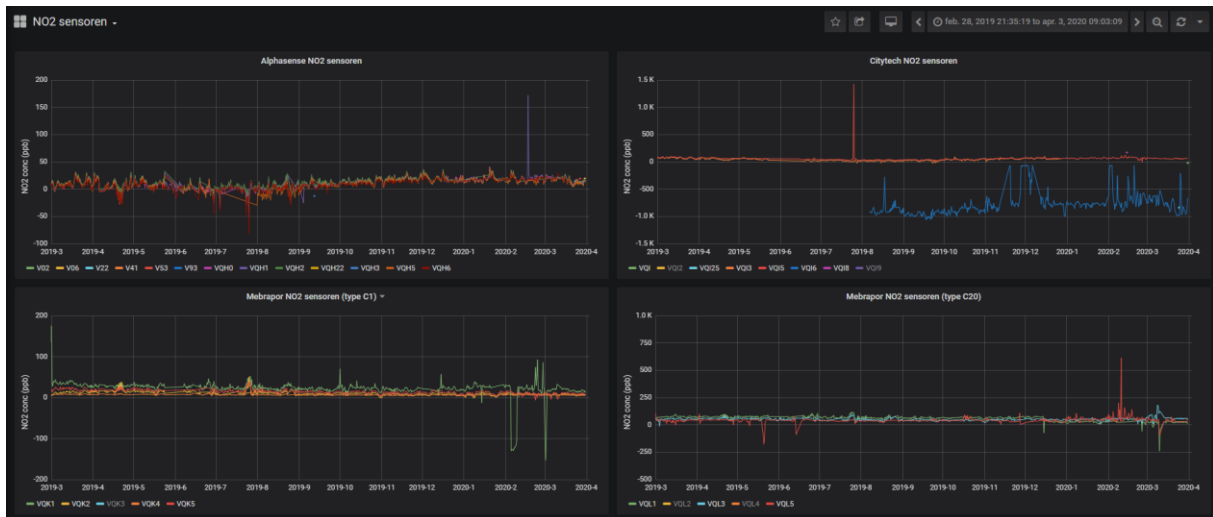 NO2 sensoren
feb. 28, 2019 21:35:19 to apr. 3, 2020 09:03:09
Alphasense NO2 sensoren
NO2 conc (ppb)
200
150
100
50
0
-50
-100
2019-3 2019-4 2019-5 2019-6 2019-7 2019-8 2019-9 2019-10 2019-11 2019-12 2020-1 2020-2 2020-3 2020-4
V02 V06 V22 V41 V53 V93 VQH0 VQH1 VQH2 VQH22 VQH3 VQH5 VQH6
Citytech NO2 sensoren
NO2 conc (ppb)
1.5 K
1.0 K
500
0
-500
-1.0 K
-1.5 K
2019-3 2019-4 2019-5 2019-6 2019-7 2019-8 2019-9 2019-10 2019-11 2019-12 2020-1 2020-2 2020-3 2020-4
VQI VQI2 VQI25 VQI3 VQI5 VQI6 VQI8 VQI9
Mebrapor NO2 sensoren (type C1)
NO2 conc (ppb)
200
100
0
-100
-200
2019-3 2019-4 2019-5 2019-6 2019-7 2019-8 2019-9 2019-10 2019-11 2019-12 2020-1 2020-2 2020-3 2020-4
VQK1 VQK2 VQK3 VQK4 VQK5
Mebrapor NO2 sensoren (type C20)
NO2 conc (ppb)
1.0 K
750
500
250
0
-250
-500
2019-3 2019-4 2019-5 2019-6 2019-7 2019-8 2019-9 2019-10 2019-11 2019-12 2020-1 2020-2 2020-3 2020-4
VQL1 VQL2 VQL3 VQL4 VQL5